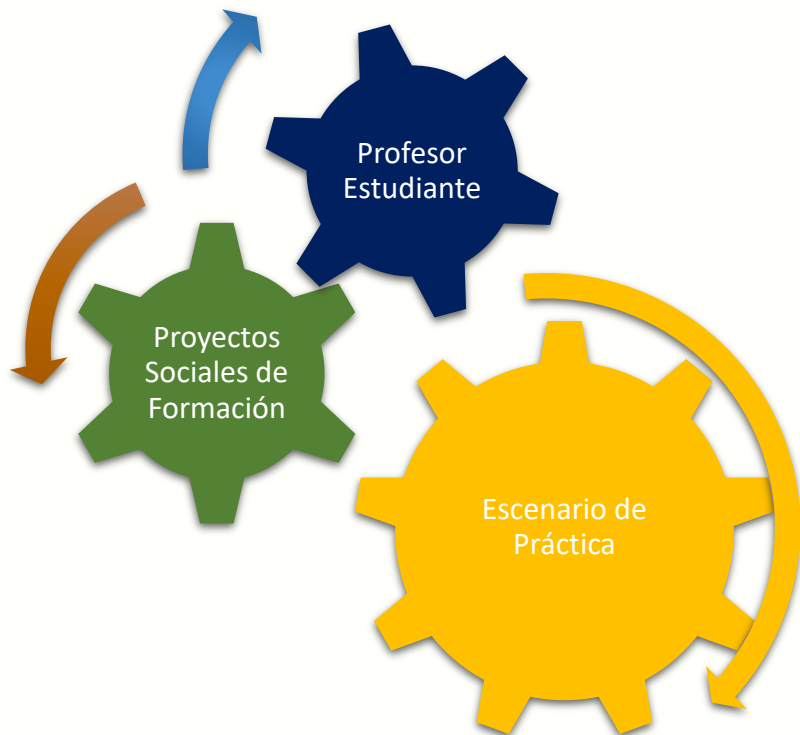 Profesor
Estudiante
Proyectos
Sociales de
Formación
Escenario de
Práctica